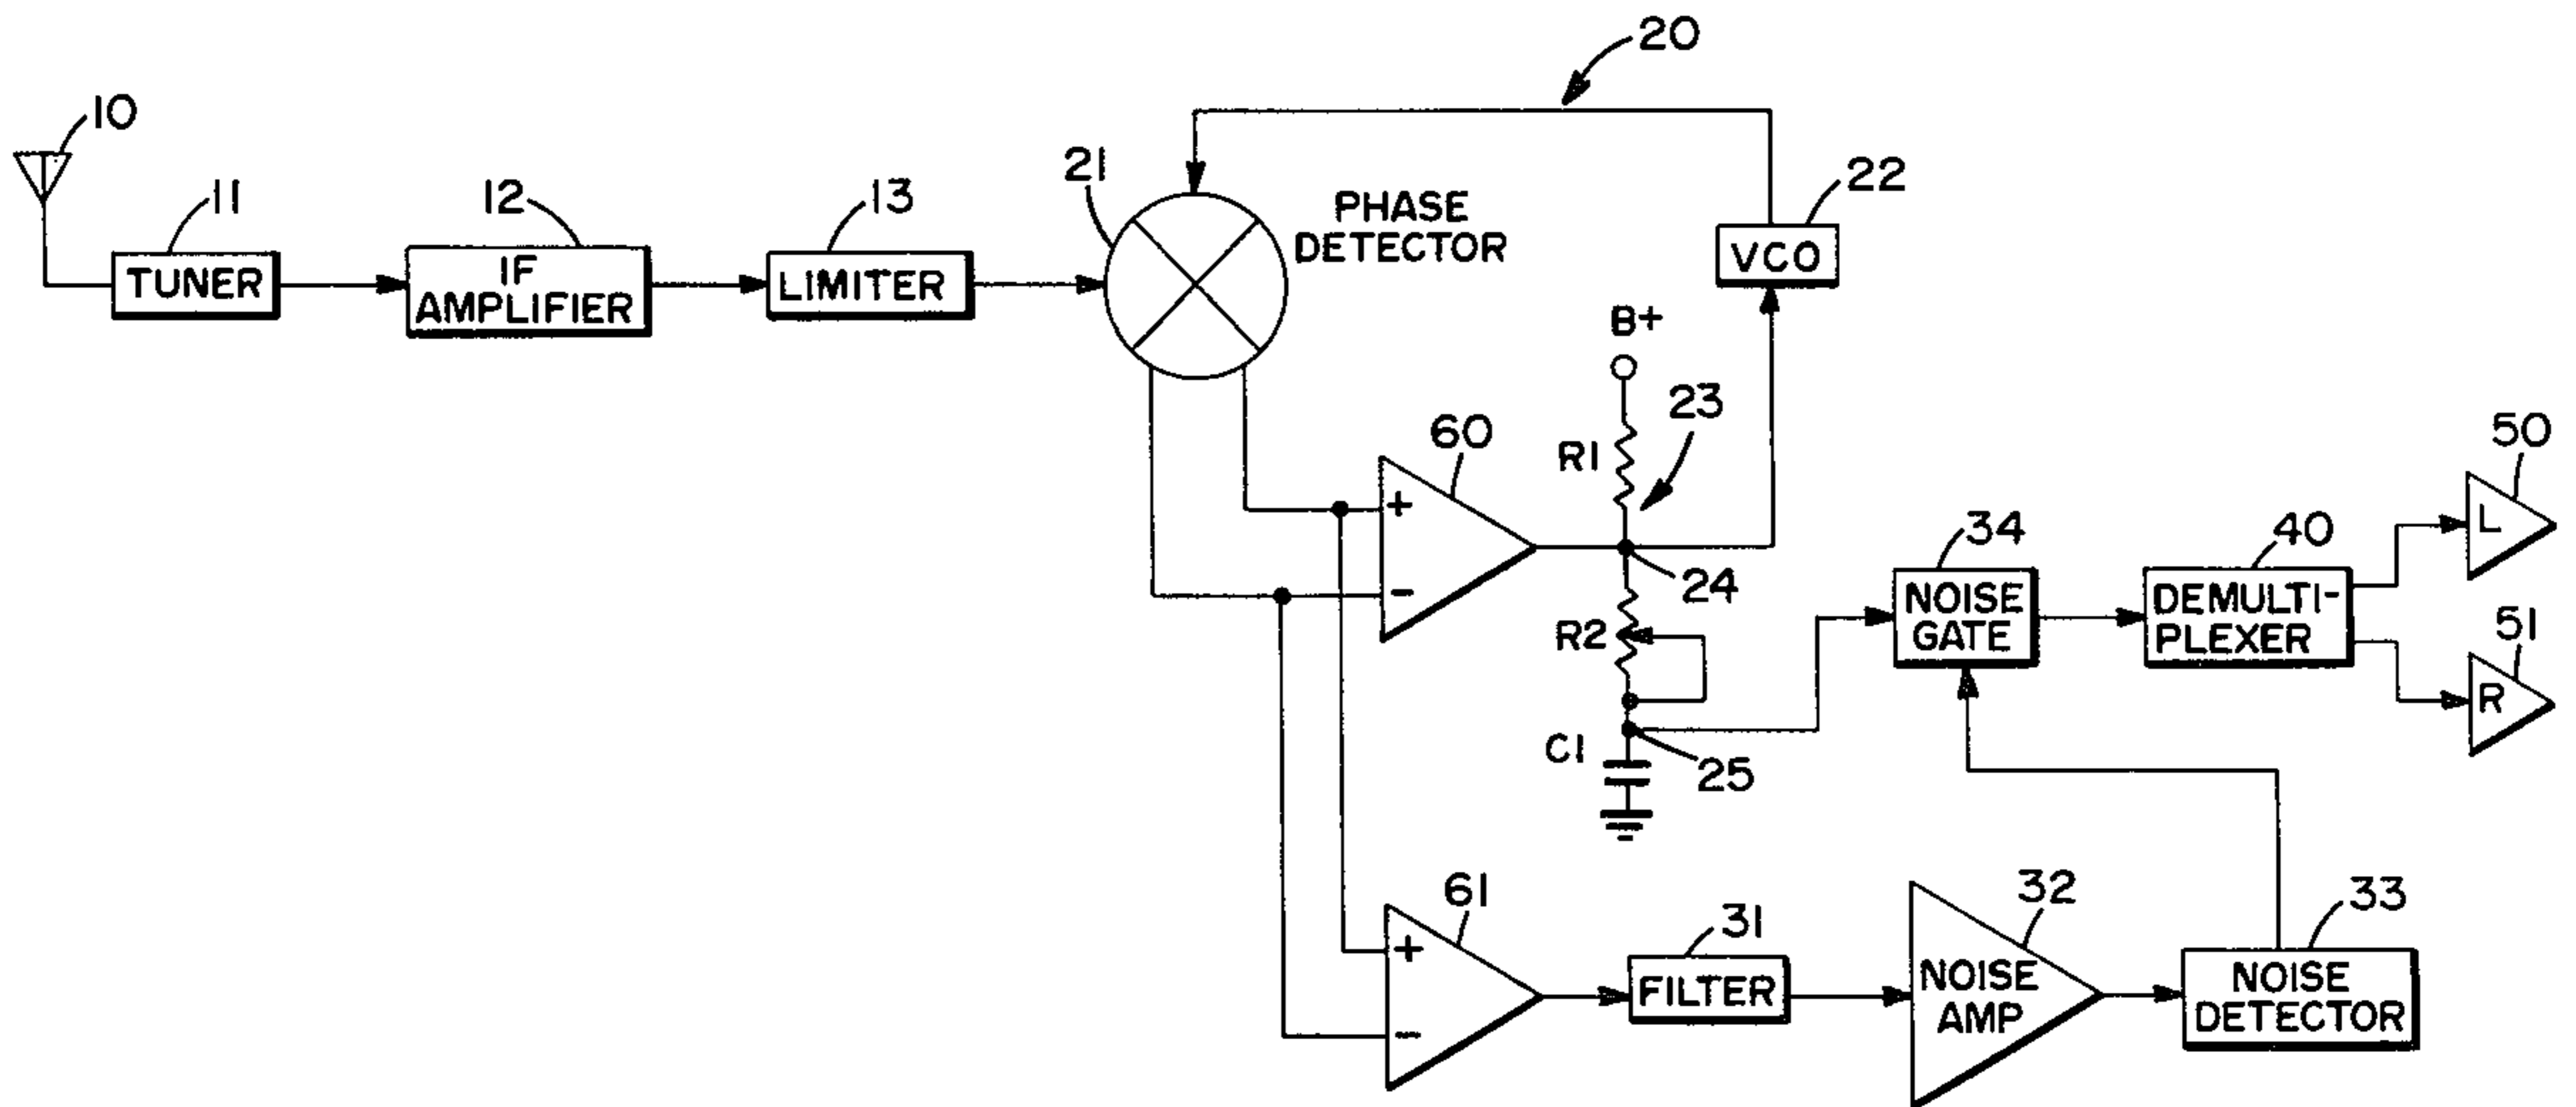 20
10
21
PHASE
DETECTOR
22
11
12
13
VCO
TUNER
IF
AMPLIFIER
LIMITER
B+
23
60
R1
50
+
L
34
40
24
-
NOISE
GATE
DEMULTI-
PLEXER
R2
51
R
C1
25
61
32
33
31
+
FILTER
NOISE
AMP
NOISE
DETECTOR
-